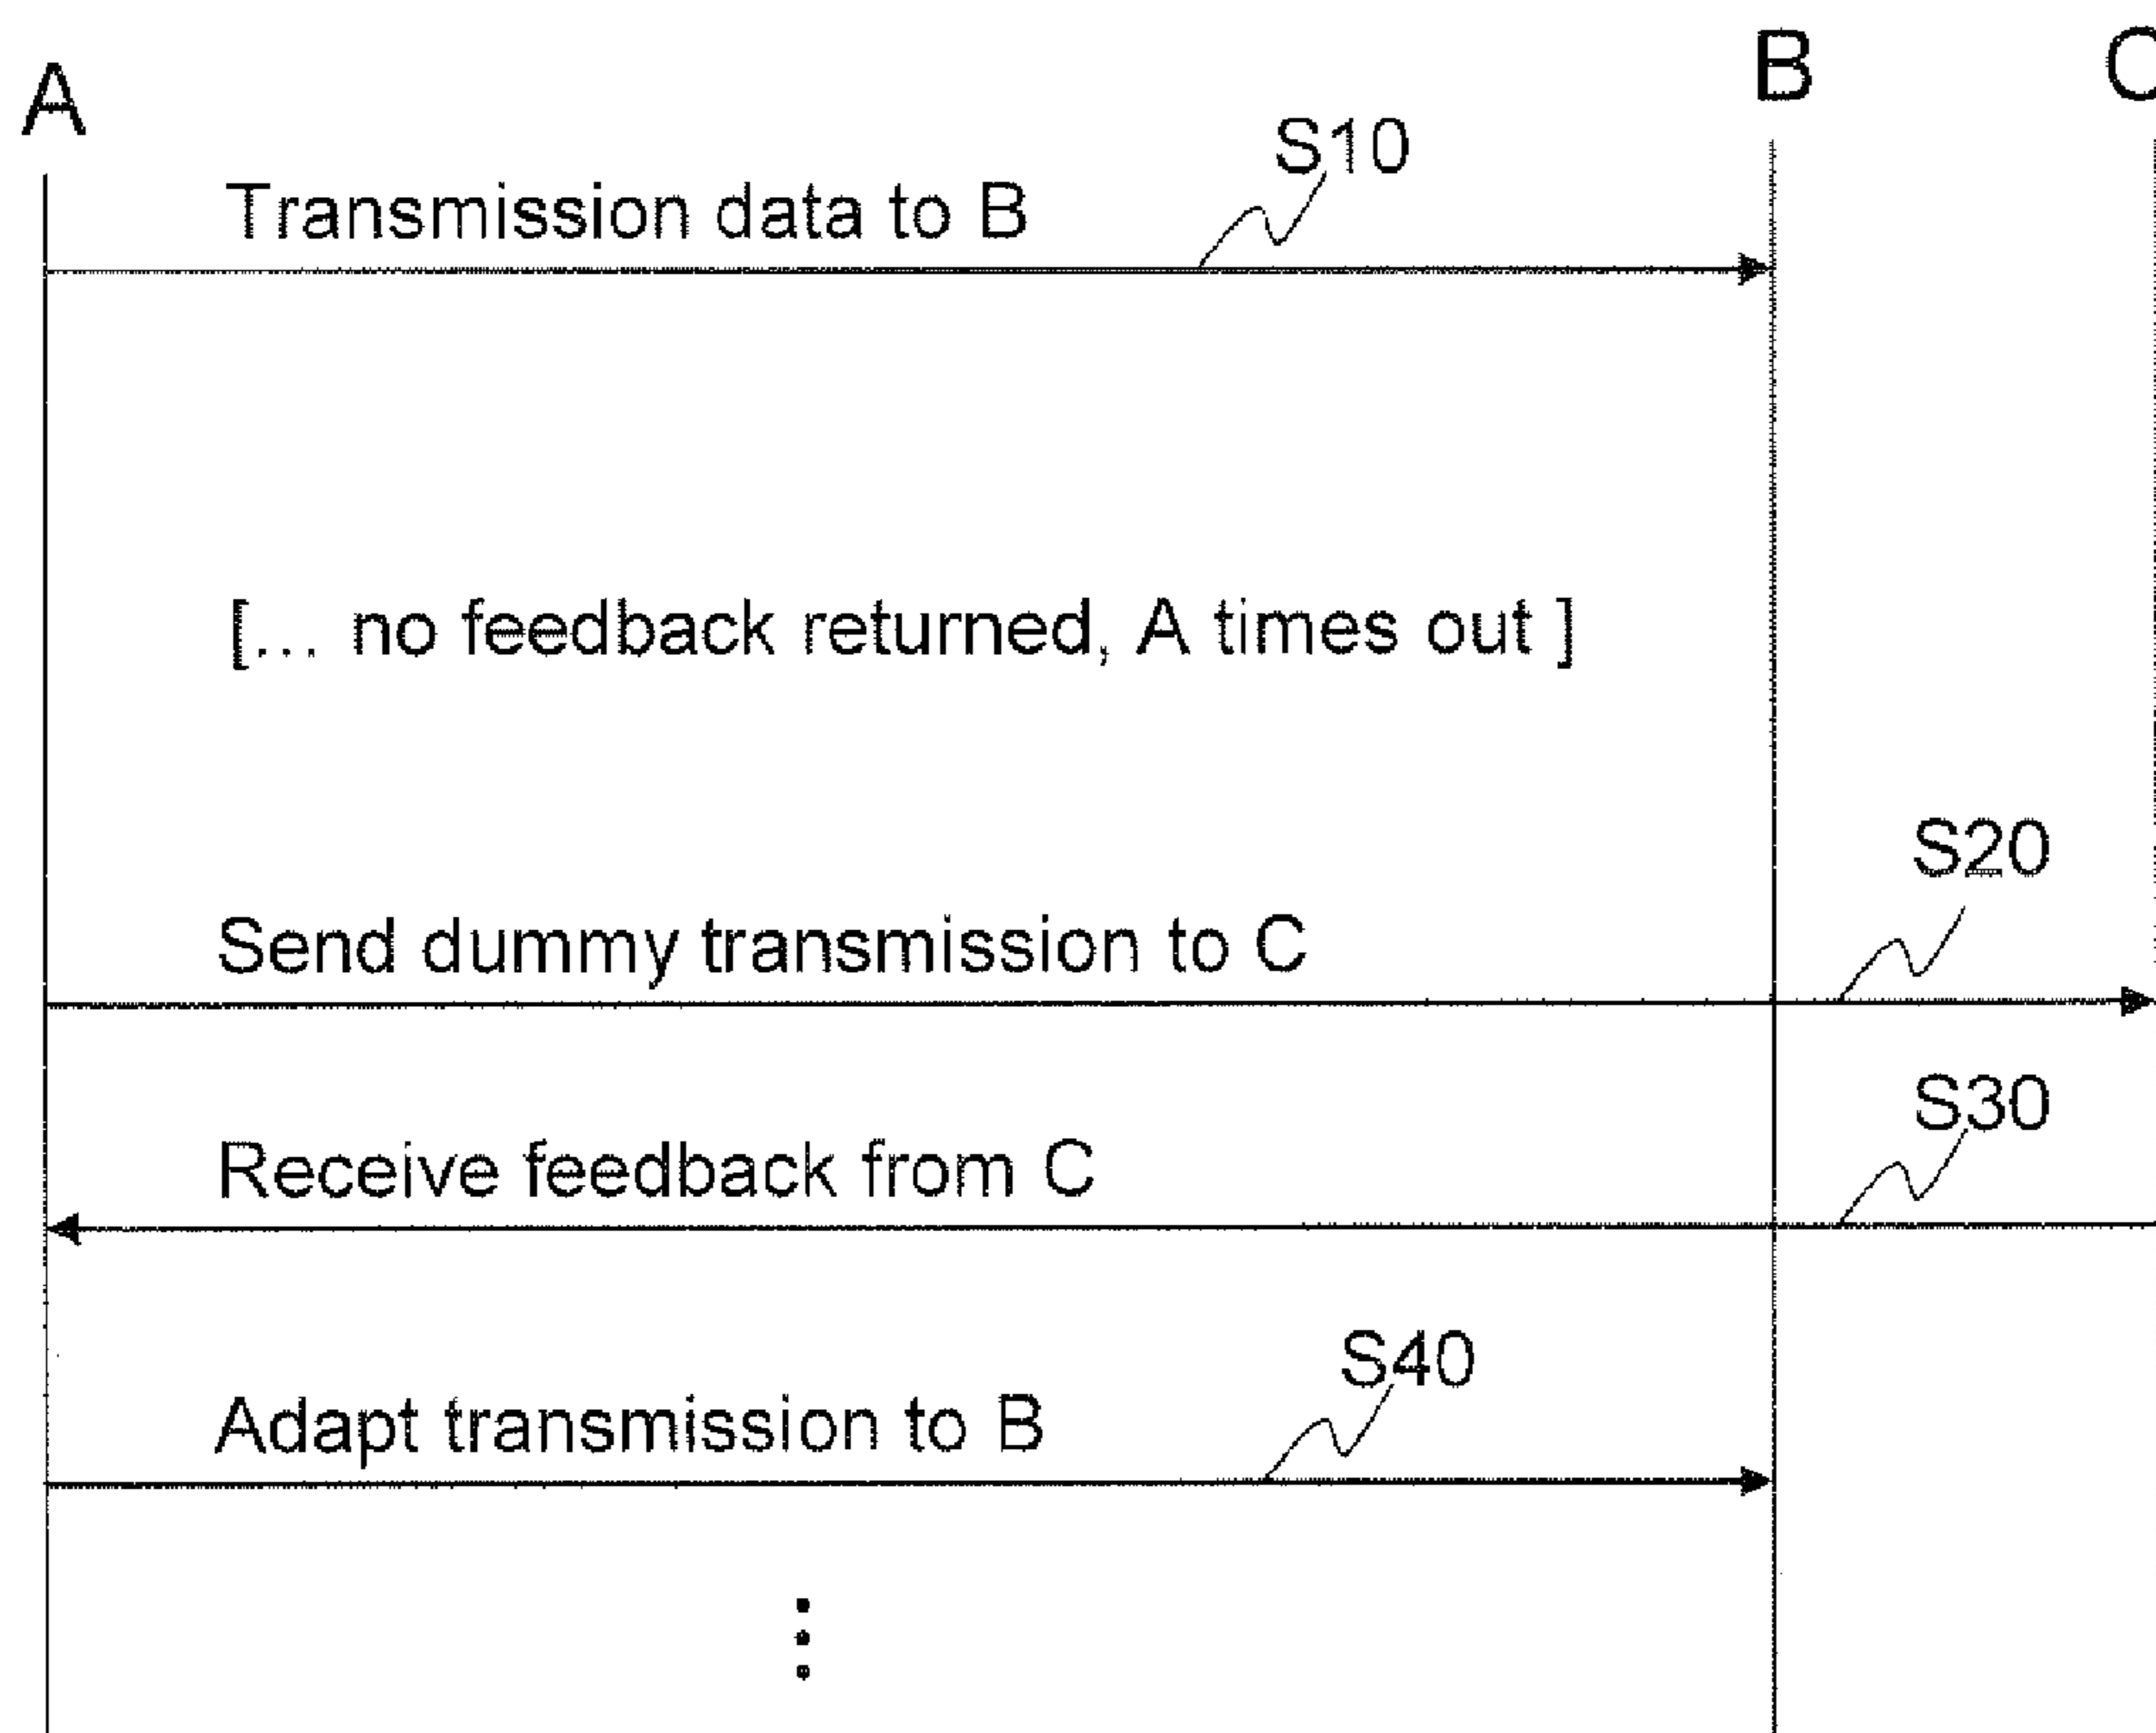 A
B
C
S10
Transmission data to B
[... no feedback returned, A times out ]
S20
Send dummy transmission to C
S30
Receive feedback from C
S40
Adapt transmission to B